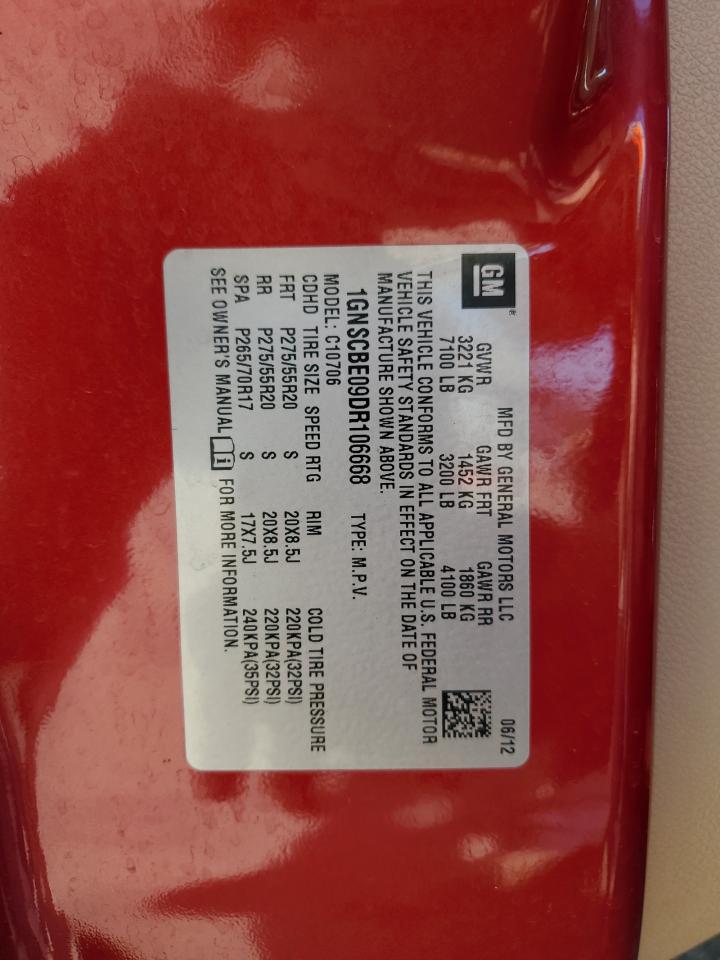 GM
MFD BY GENERAL MOTORS LLC 06/12
GVWR GAWR FRT GAWR RR
3221 KG 1452 KG 1860 KG
7100 LB 3200 LB 4100 LB
THIS VEHICLE CONFORMS TO ALL APPLICABLE U.S. FEDERAL MOTOR
VEHICLE SAFETY STANDARDS IN EFFECT ON THE DATE OF
MANUFACTURE SHOWN ABOVE.
1GNSCBE09DR106668 TYPE: M.P.V.
MODEL: C10706
CDHD TIRE SIZE SPEED RTG RIM COLD TIRE PRESSURE
FRT P275/55R20 S 20X8.5J 220KPA(32PSI)
RR P275/55R20 S 20X8.5J 220KPA(32PSI)
SPA P265/70R17 S 17X7.5J 240KPA(35PSI)
SEE OWNER'S MANUAL i FOR MORE INFORMATION.